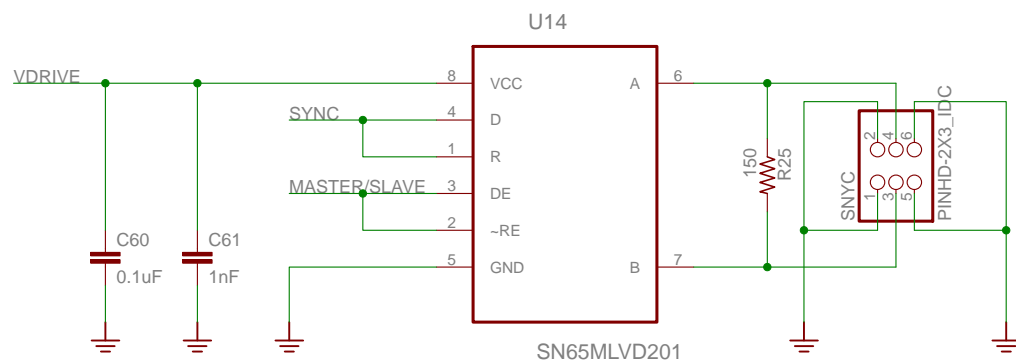 U14
VDRIVE
8 VCC A 6
SYNC 4 D
1 R
MASTER/SLAVE 3 DE
2 ~RE
5 GND B 7
C60
0.1uF
C61
1nF
150
R25
SNYC
2 4 6
1 3 5
PINHD-2X3_IDC
SN65MLVD201